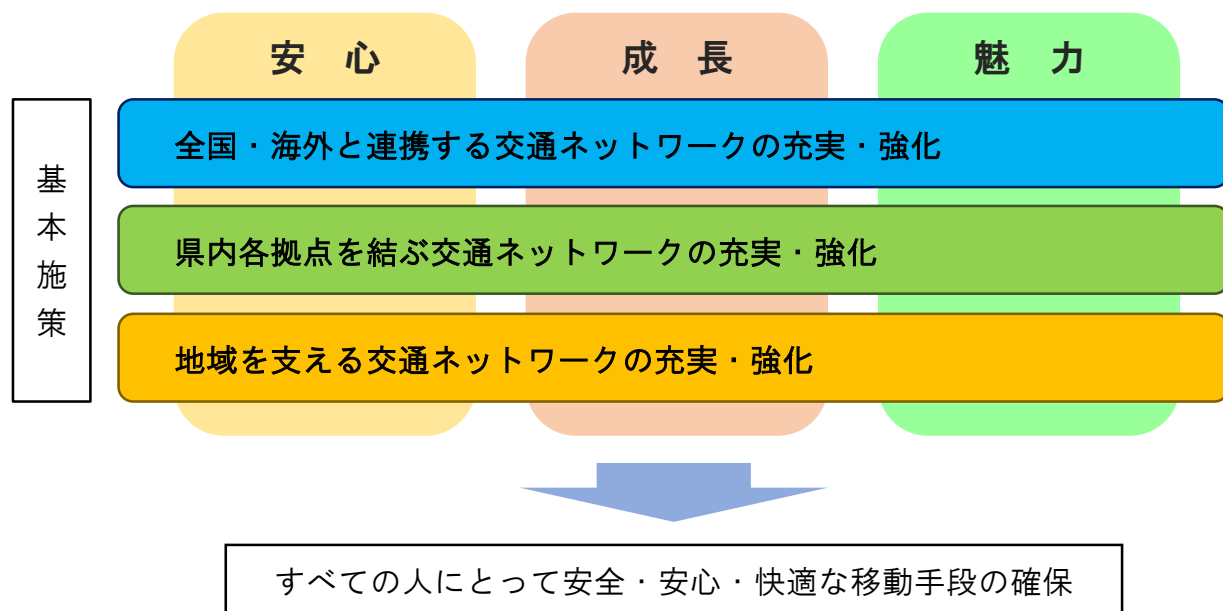 安 心
成 長
魅 力
基本施策
全国・海外と連携する交通ネットワークの充実・強化
県内各拠点を結ぶ交通ネットワークの充実・強化
地域を支える交通ネットワークの充実・強化
すべての人にとって安全・安心・快適な移動手段の確保